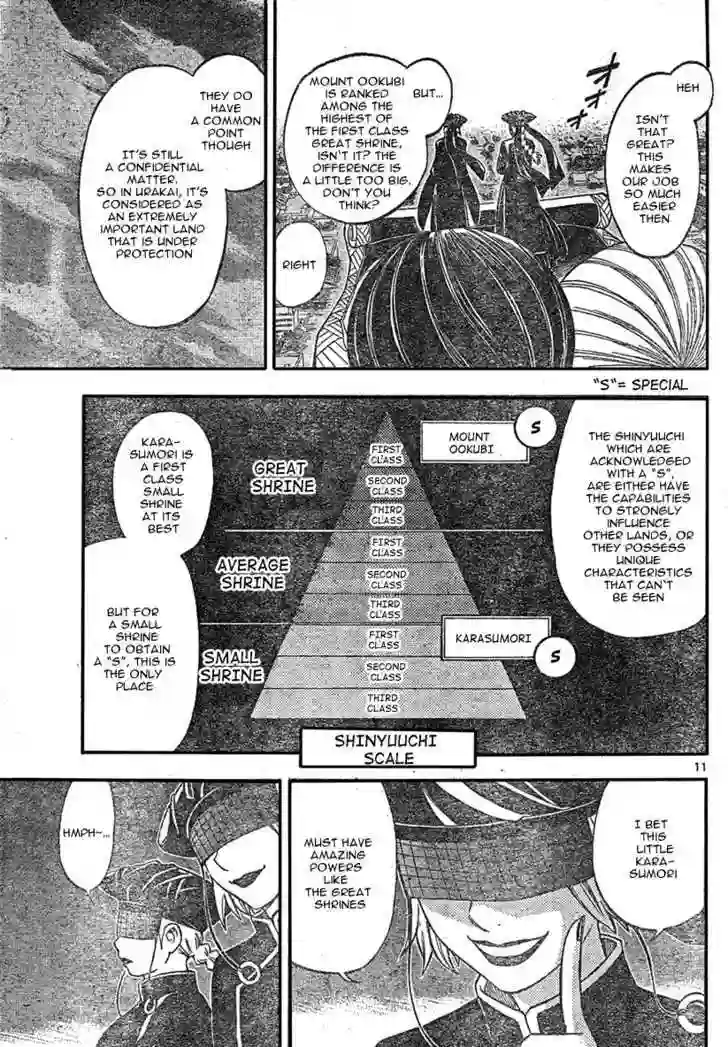 HEH
ISN'T
THAT
GREAT?
THIS
MAKES
OUR JOB
SO MUCH
EASIER
THEN
BUT...
MOUNT OOKUBI
IS RANKED
AMONG THE
HIGHEST OF
THE FIRST CLASS
GREAT SHRINE,
ISN'T IT? THE
DIFFERENCE IS
A LITTLE TOO BIG,
DON'T YOU
THINK?
RIGHT
THEY DO
HAVE
A COMMON
POINT
THOUGH
IT'S STILL
A CONFIDENTIAL
MATTER.
SO IN URAKAI, IT'S
CONSIDERED AS
AN EXTREMELY
IMPORTANT LAND
THAT IS UNDER
PROTECTION
"S"= SPECIAL
THE SHINYUUCHI
WHICH ARE
ACKNOWLEDGED
WITH A "S",
ARE EITHER HAVE
THE CAPABILITIES
TO STRONGLY
INFLUENCE
OTHER LANDS, OR
THEY POSSESS
UNIQUE
CHARACTERISTICS
THAT CAN'T
BE SEEN
MOUNT
OOKUBI
S
GREAT
SHRINE
FIRST
CLASS
SECOND
CLASS
THIRD
CLASS
AVERAGE
SHRINE
FIRST
CLASS
SECOND
CLASS
THIRD
CLASS
SMALL
SHRINE
FIRST
CLASS
SECOND
CLASS
THIRD
CLASS
KARASUMORI
S
SHINYUUCHI
SCALE
KARA-
SUMORI IS
A FIRST
CLASS
SMALL
SHRINE
AT ITS
BEST
BUT FOR
A SMALL
SHRINE
TO OBTAIN
A "S", THIS IS
THE ONLY
PLACE
11
I BET
THIS
LITTLE
KARA-
SUMORI
MUST HAVE
AMAZING
POWERS
LIKE
THE GREAT
SHRINES
HMPH~...